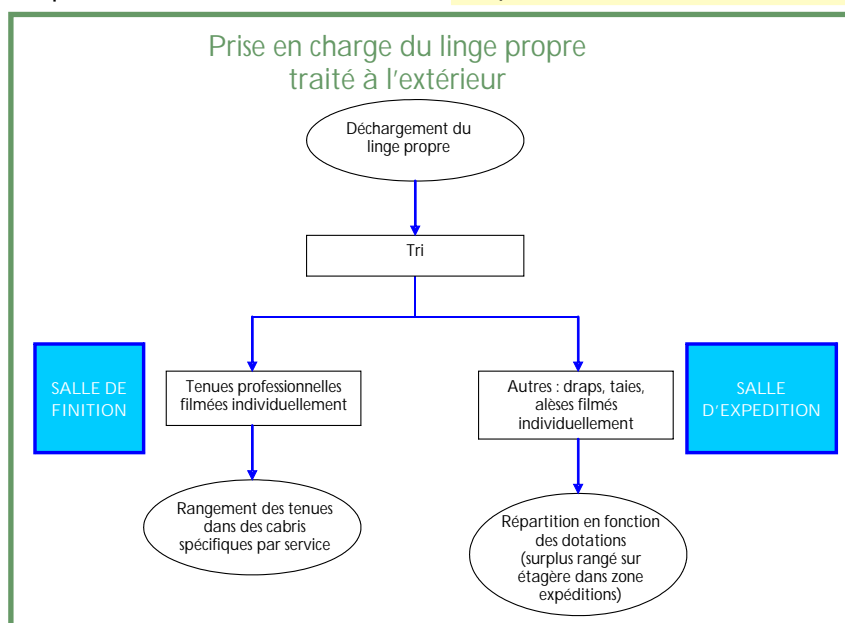 Prise en charge du linge propre
traité à l'extérieur
Déchargement du
linge propre
Tri
SALLE DE
FINITION
Tenues professionnelles
filmées individuellement
Autres : draps, taies,
alèses filmés
individuellement
SALLE
D'EXPEDITION
Rangement des tenues
dans des cabris
spécifiques par service
Répartition en fonction
des dotations
(surplus rangé sur
étagère dans zone
expéditions)